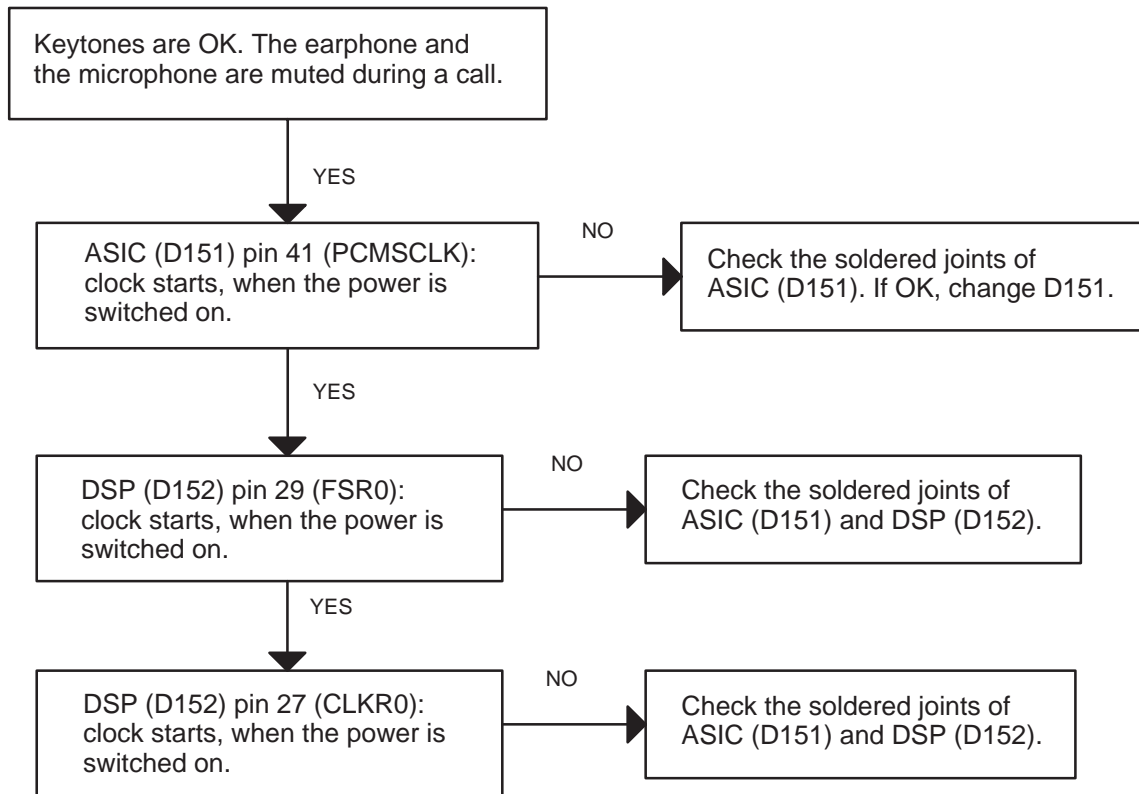 Keytones are OK. The earphone and
the microphone are muted during a call.
YES
ASIC (D151) pin 41 (PCMSCLK):
clock starts, when the power is
switched on.
NO
Check the soldered joints of
ASIC (D151). If OK, change D151.
YES
DSP (D152) pin 29 (FSR0):
clock starts, when the power is
switched on.
NO
Check the soldered joints of
ASIC (D151) and DSP (D152).
YES
DSP (D152) pin 27 (CLKR0):
clock starts, when the power is
switched on.
NO
Check the soldered joints of
ASIC (D151) and DSP (D152).